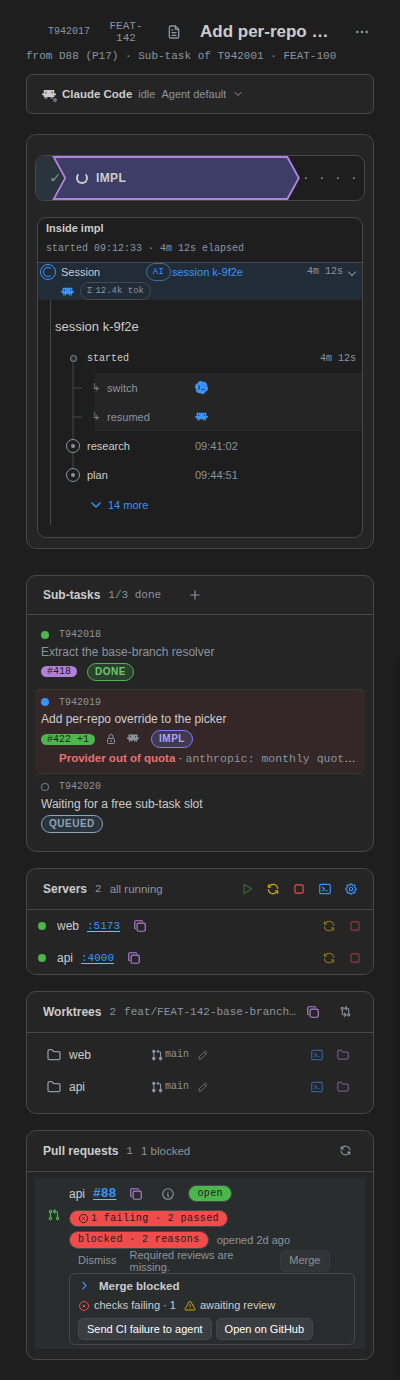 T942017 FEAT-142 Add per-repo …
from D88 (P17) · Sub-task of T942001 · FEAT-100
Claude Code idle Agent default
IMPL
Inside impl
started 09:12:33 · 4m 12s elapsed
Session AI session k-9f2e 4m 12s
Σ 12.4k tok
session k-9f2e
started 4m 12s
↳ switch
↳ resumed
research 09:41:02
plan 09:44:51
14 more
Sub-tasks 1/3 done
T942018
Extract the base-branch resolver
#418 DONE
T942019
Add per-repo override to the picker
#422 +1 IMPL
Provider out of quota · anthropic: monthly quot…
T942020
Waiting for a free sub-task slot
QUEUED
Servers 2 all running
web :5173
api :4000
Worktrees 2 feat/FEAT-142-base-branch…
web main
api main
Pull requests 1 1 blocked
api #88 open
1 failing · 2 passed
blocked · 2 reasons opened 2d ago
Dismiss Required reviews are missing. Merge
Merge blocked
checks failing · 1 awaiting review
Send CI failure to agent Open on GitHub